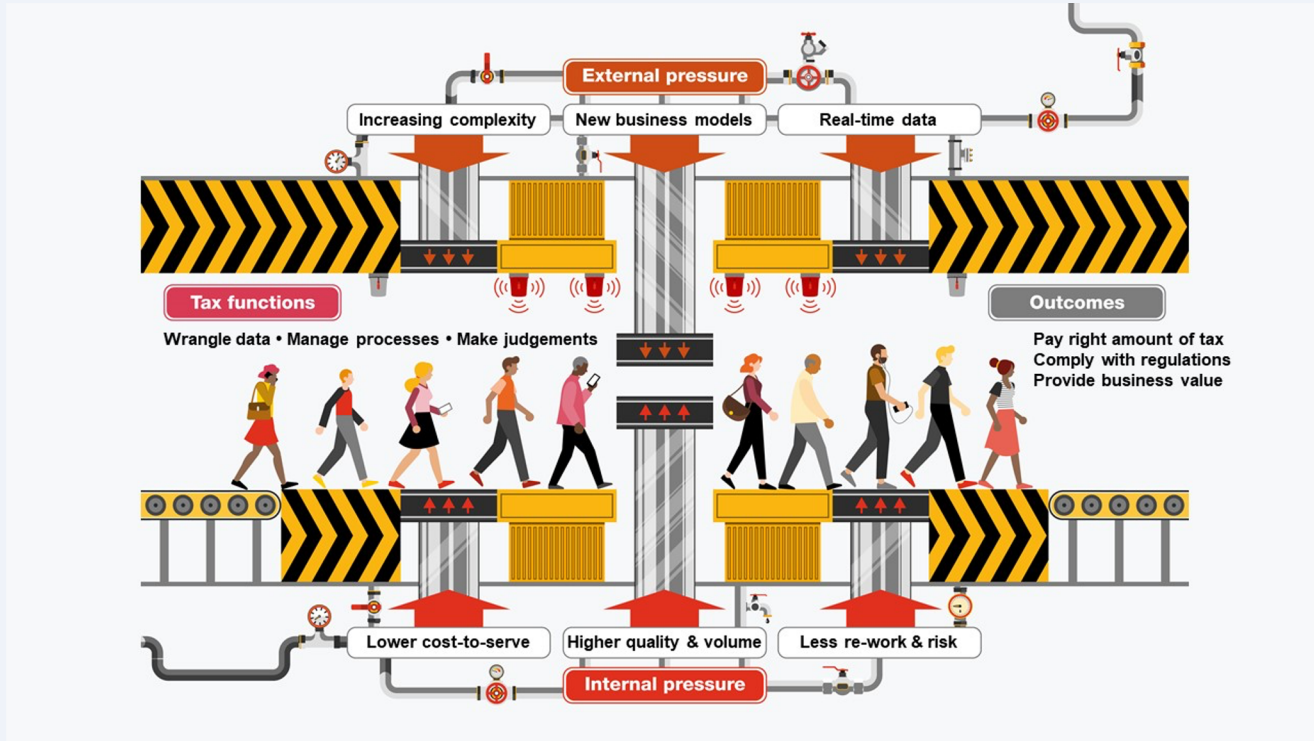 External pressure
Increasing complexity
New business models
Real-time data
Tax functions
Wrangle data • Manage processes • Make judgements
Outcomes
Pay right amount of tax
Comply with regulations
Provide business value
Lower cost-to-serve
Higher quality & volume
Less re-work & risk
Internal pressure